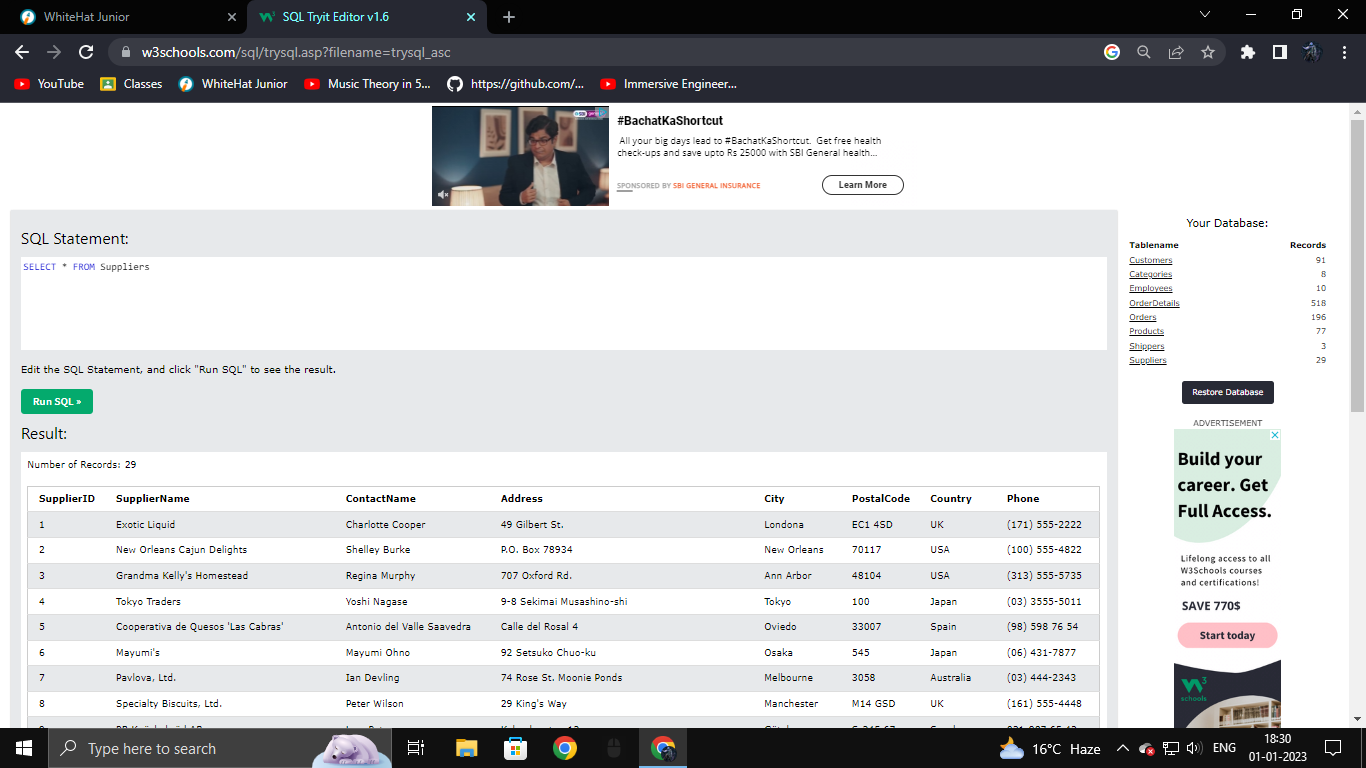 WhiteHat Junior
SQL Tryit Editor v1.6
w3schools.com/sql/trysql.asp?filename=trysql_asc
YouTube
Classes
WhiteHat Junior
Music Theory in 5...
https://github.com/...
Immersive Engineer...
#BachatKaShortcut
All your big days lead to #BachatKaShortcut. Get free health
check-ups and save upto Rs 25000 with SBI General health...
SPONSORED BY SBI GENERAL INSURANCE
Learn More
SQL Statement:
SELECT * FROM Suppliers
Edit the SQL Statement, and click "Run SQL" to see the result.
Run SQL »
Result:
Number of Records: 29
SupplierID SupplierName ContactName Address City PostalCode Country Phone
1 Exotic Liquid Charlotte Cooper 49 Gilbert St. Londona EC1 4SD UK (171) 555-2222
2 New Orleans Cajun Delights Shelley Burke P.O. Box 78934 New Orleans 70117 USA (100) 555-4822
3 Grandma Kelly's Homestead Regina Murphy 707 Oxford Rd. Ann Arbor 48104 USA (313) 555-5735
4 Tokyo Traders Yoshi Nagase 9-8 Sekimai Musashino-shi Tokyo 100 Japan (03) 3555-5011
5 Cooperativa de Quesos 'Las Cabras' Antonio del Valle Saavedra Calle del Rosal 4 Oviedo 33007 Spain (98) 598 76 54
6 Mayumi's Mayumi Ohno 92 Setsuko Chuo-ku Osaka 545 Japan (06) 431-7877
7 Pavlova, Ltd. Ian Devling 74 Rose St. Moonie Ponds Melbourne 3058 Australia (03) 444-2343
8 Specialty Biscuits, Ltd. Peter Wilson 29 King's Way Manchester M14 GSD UK (161) 555-4448
Your Database:
Tablename Records
Customers 91
Categories 8
Employees 10
OrderDetails 518
Orders 196
Products 77
Shippers 3
Suppliers 29
Restore Database
ADVERTISEMENT
Build your
career. Get
Full Access.
Lifelong access to all
W3Schools courses
and certifications!
SAVE 770$
Start today
W3
schools
Type here to search
16°C Haze
ENG
18:30
01-01-2023